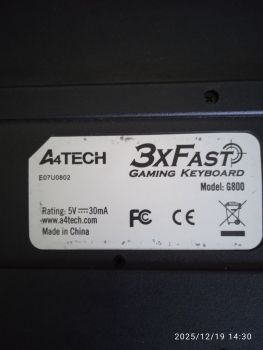 A4TECH
E07U0802
3xFAST
GAMING KEYBOARD
Model: G800
Rating: 5V⎓30mA
www.a4tech.com
Made in China
FC CE
2025/12/19 14:30